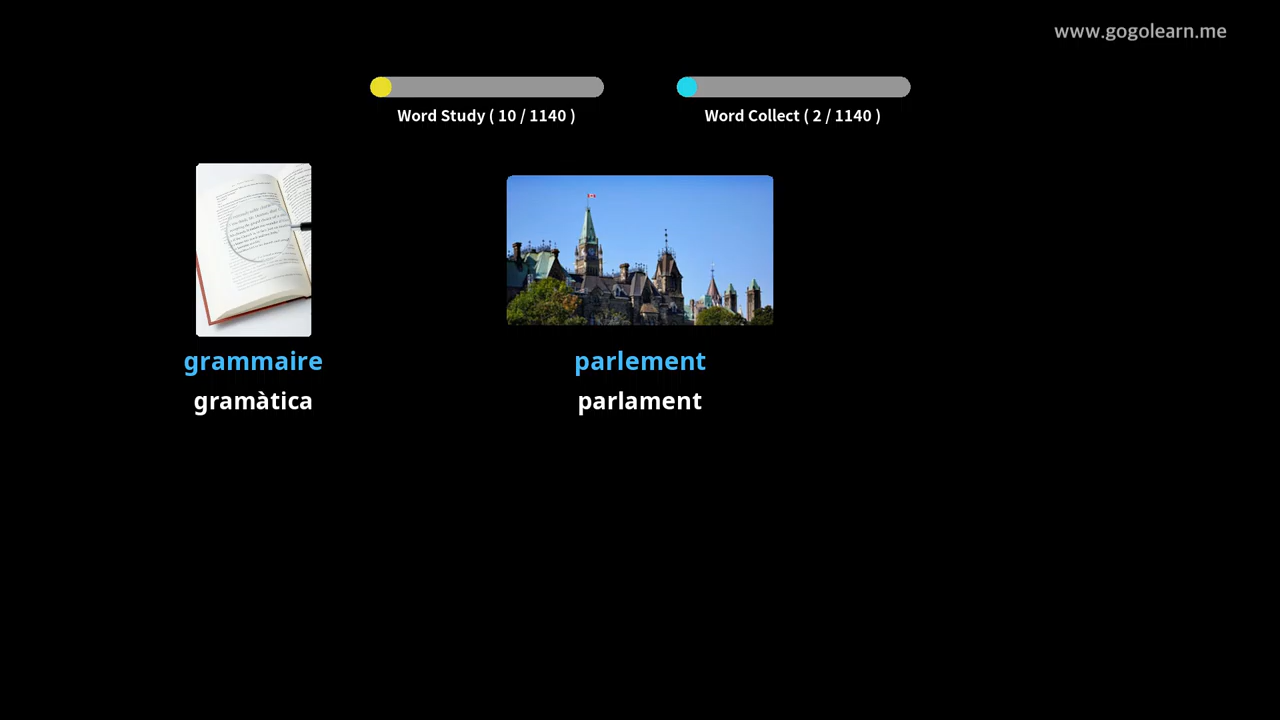 www.gogolearn.me
Word Study ( 10 / 1140 )
Word Collect ( 2 / 1140 )
grammaire
parlement
gramàtica
parlament